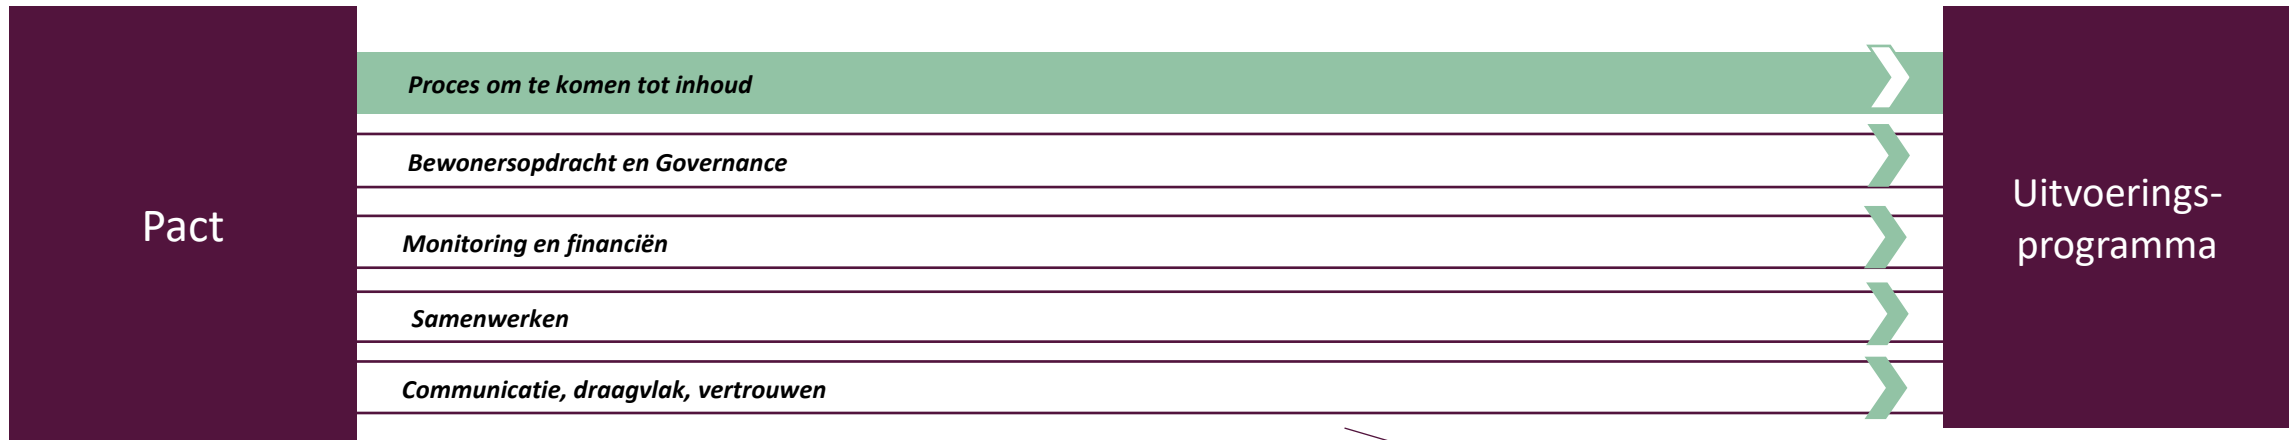 Pact
Proces om te komen tot inhoud
Bewonersopdracht en Governance
Monitoring en financiën
Samenwerken
Communicatie, draagvlak, vertrouwen
Uitvoerings-
programma